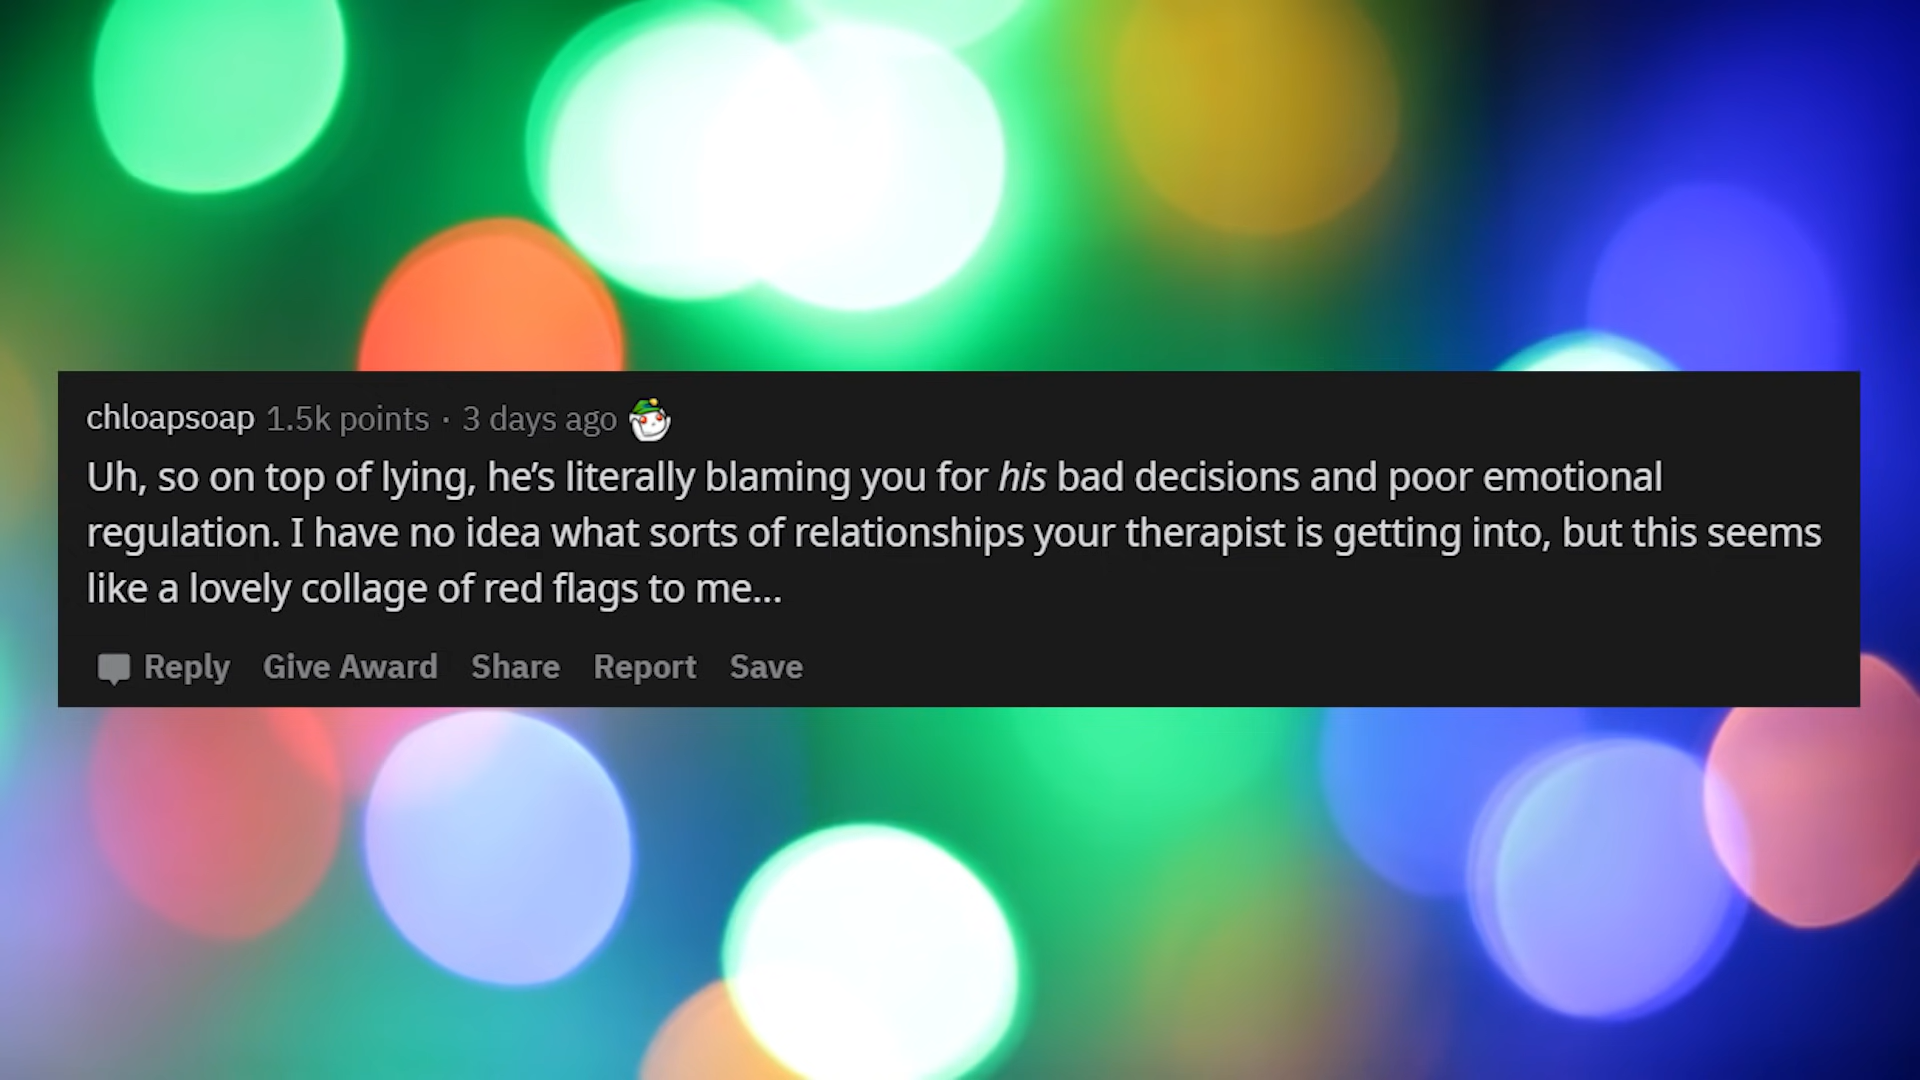 chloapsoap 1.5k points · 3 days ago
Uh, so on top of lying, he’s literally blaming you for his bad decisions and poor emotional
regulation. I have no idea what sorts of relationships your therapist is getting into, but this seems
like a lovely collage of red flags to me...
Reply Give Award Share Report Save